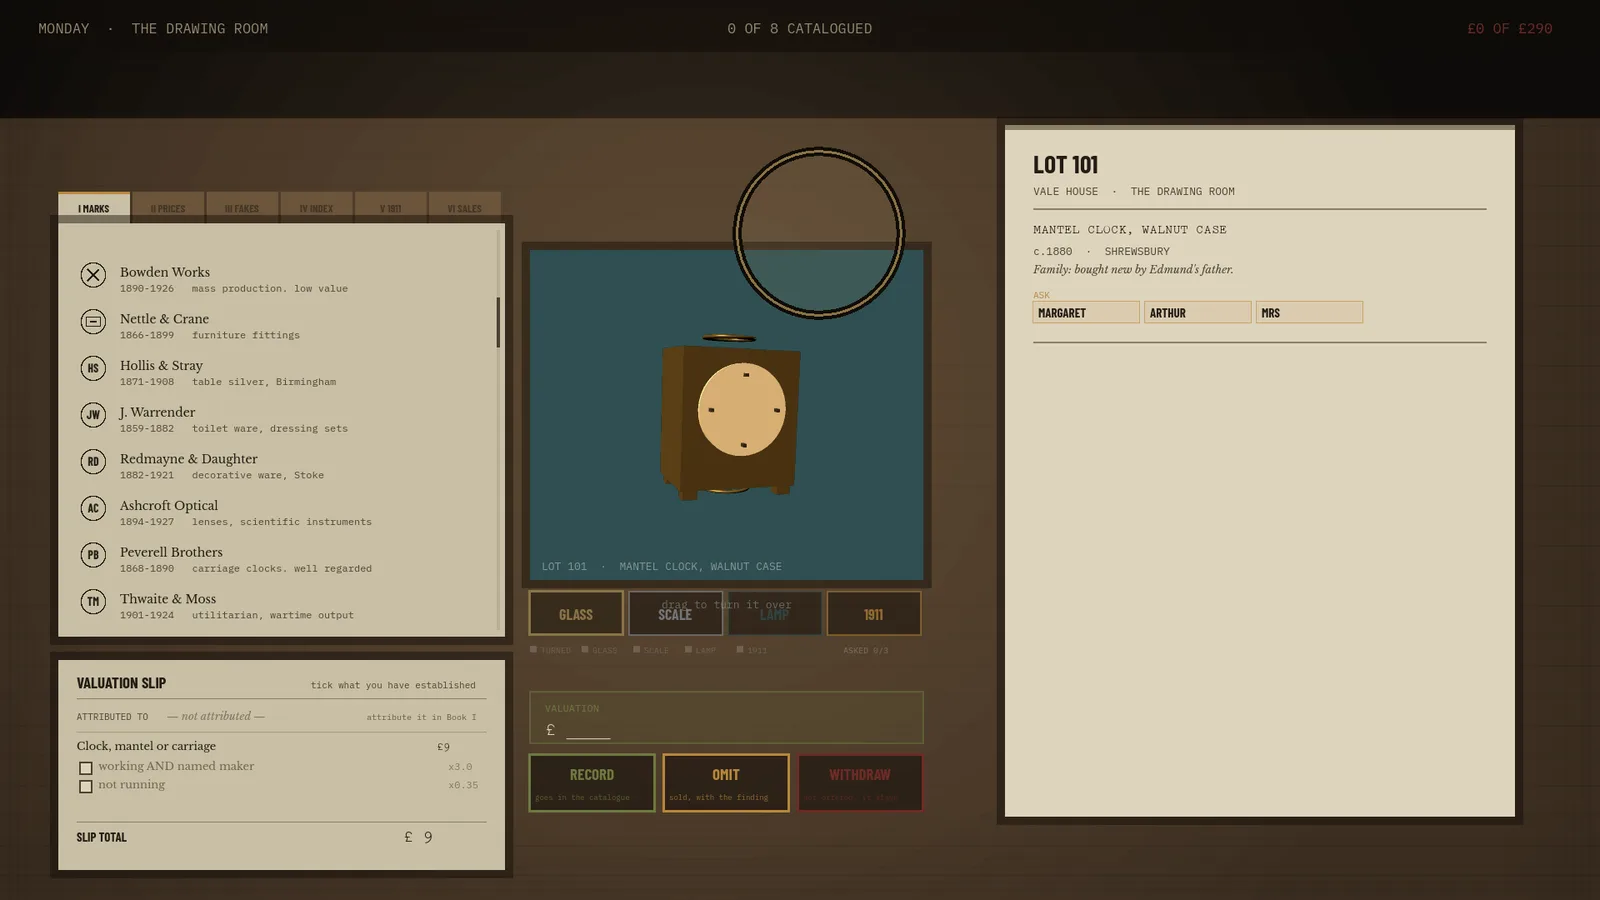 MONDAY · THE DRAWING ROOM
0 OF 8 CATALOGUED
£0 OF £290
I MARKS
II PRICES
III FAKES
IV INDEX
V 1911
VI SALES
Bowden Works
1890-1926 mass production. low value
Nettle & Crane
1866-1899 furniture fittings
HS
Hollis & Stray
1871-1908 table silver, Birmingham
JW
J. Warrender
1859-1882 toilet ware, dressing sets
RD
Redmayne & Daughter
1882-1921 decorative ware, Stoke
AC
Ashcroft Optical
1894-1927 lenses, scientific instruments
PB
Peverell Brothers
1868-1890 carriage clocks. well regarded
TM
Thwaite & Moss
1901-1924 utilitarian, wartime output
VALUATION SLIP
tick what you have established
ATTRIBUTED TO — not attributed —
attribute it in Book I
Clock, mantel or carriage £9
working AND named maker x3.0
not running x0.35
SLIP TOTAL £ 9
LOT 101 · MANTEL CLOCK, WALNUT CASE
drag to turn it over
GLASS
SCALE
LAMP
1911
TURNED GLASS SCALE LAMP 1911 ASKED 0/3
VALUATION
£
RECORD
goes in the catalogue
OMIT
sold, with the finding
WITHDRAW
LOT 101
VALE HOUSE · THE DRAWING ROOM
MANTEL CLOCK, WALNUT CASE
c.1880 · SHREWSBURY
Family: bought new by Edmund's father.
ASK
MARGARET
ARTHUR
MRS